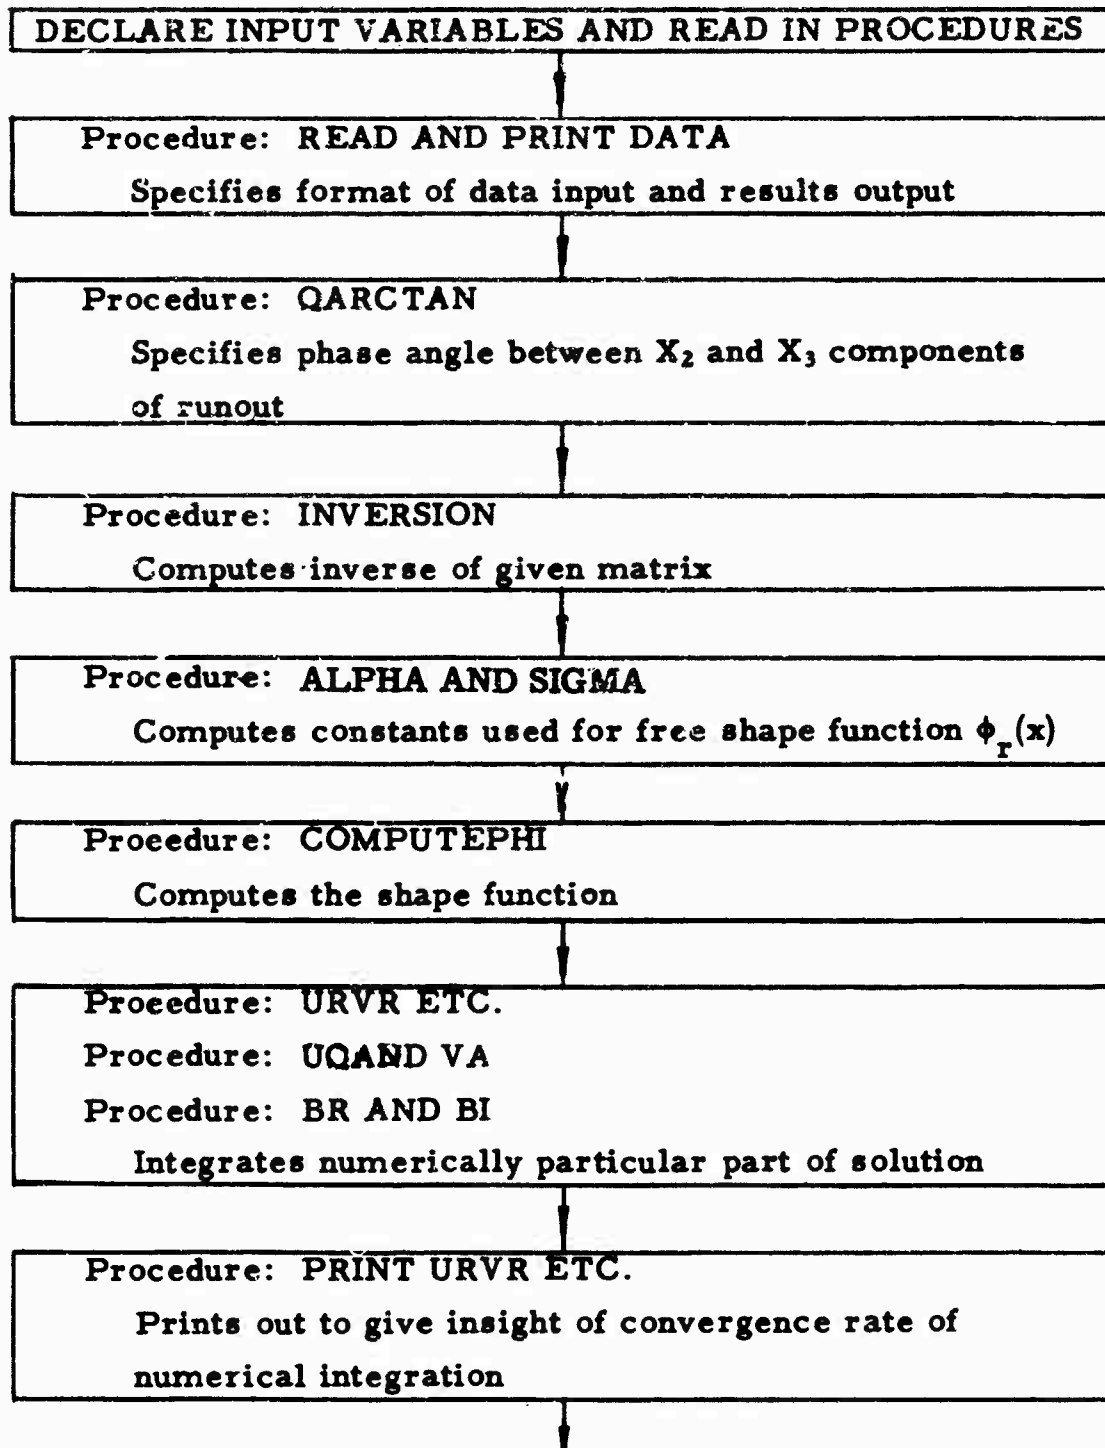 DECLARE INPUT VARIABLES AND READ IN PROCEDURES
Procedure: READ AND PRINT DATA
Specifies format of data input and results output
Procedure: QARCTAN
Specifies phase angle between X₂ and X₃ components
of runout
Procedure: INVERSION
Computes inverse of given matrix
Procedure: ALPHA AND SIGMA
Computes constants used for free shape function ϕ_r(x)
Procedure: COMPUTEPHI
Computes the shape function
Procedure: URVR ETC.
Procedure: UQAND VA
Procedure: BR AND BI
Integrates numerically particular part of solution
Procedure: PRINT URVR ETC.
Prints out to give insight of convergence rate of
numerical integration